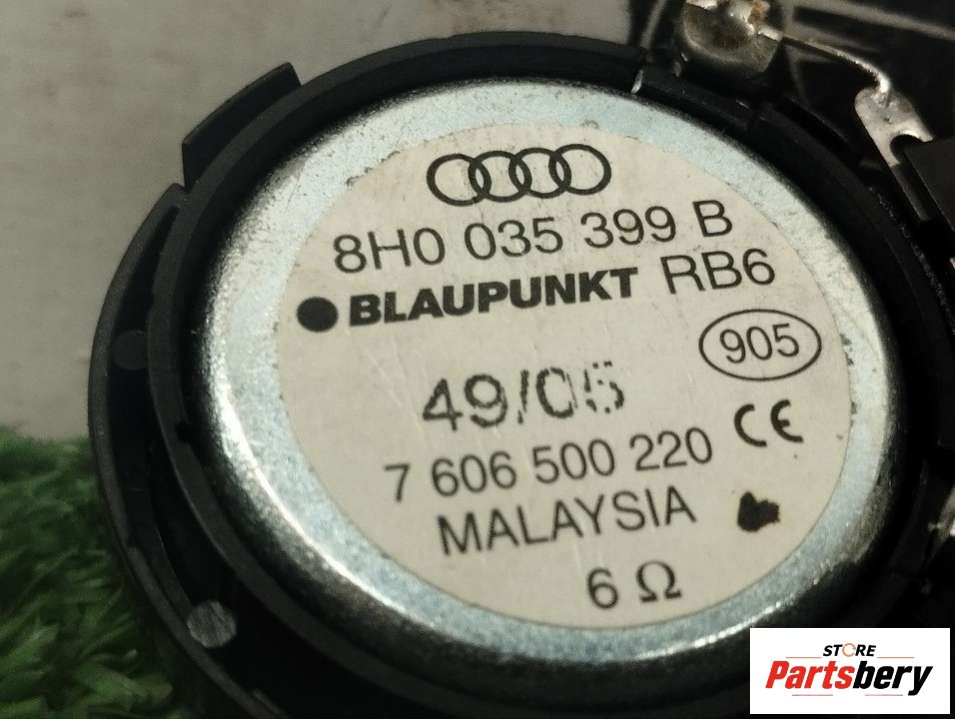 8H0 035 399 B
BLAUPUNKT RB6
905
49/05
7 606 500 220 CE
MALAYSIA
6 Ω
STORE
Partsbery